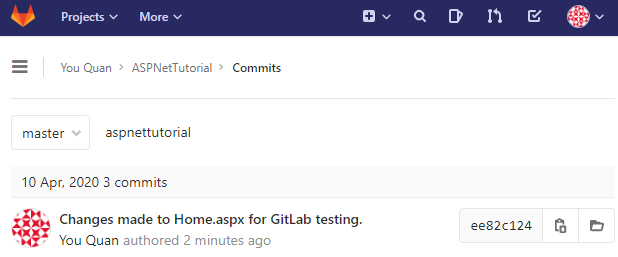 Projects More
You Quan > ASPNetTutorial > Commits
master aspnettutorial
10 Apr, 2020 3 commits
Changes made to Home.aspx for GitLab testing.
You Quan authored 2 minutes ago
ee82c124